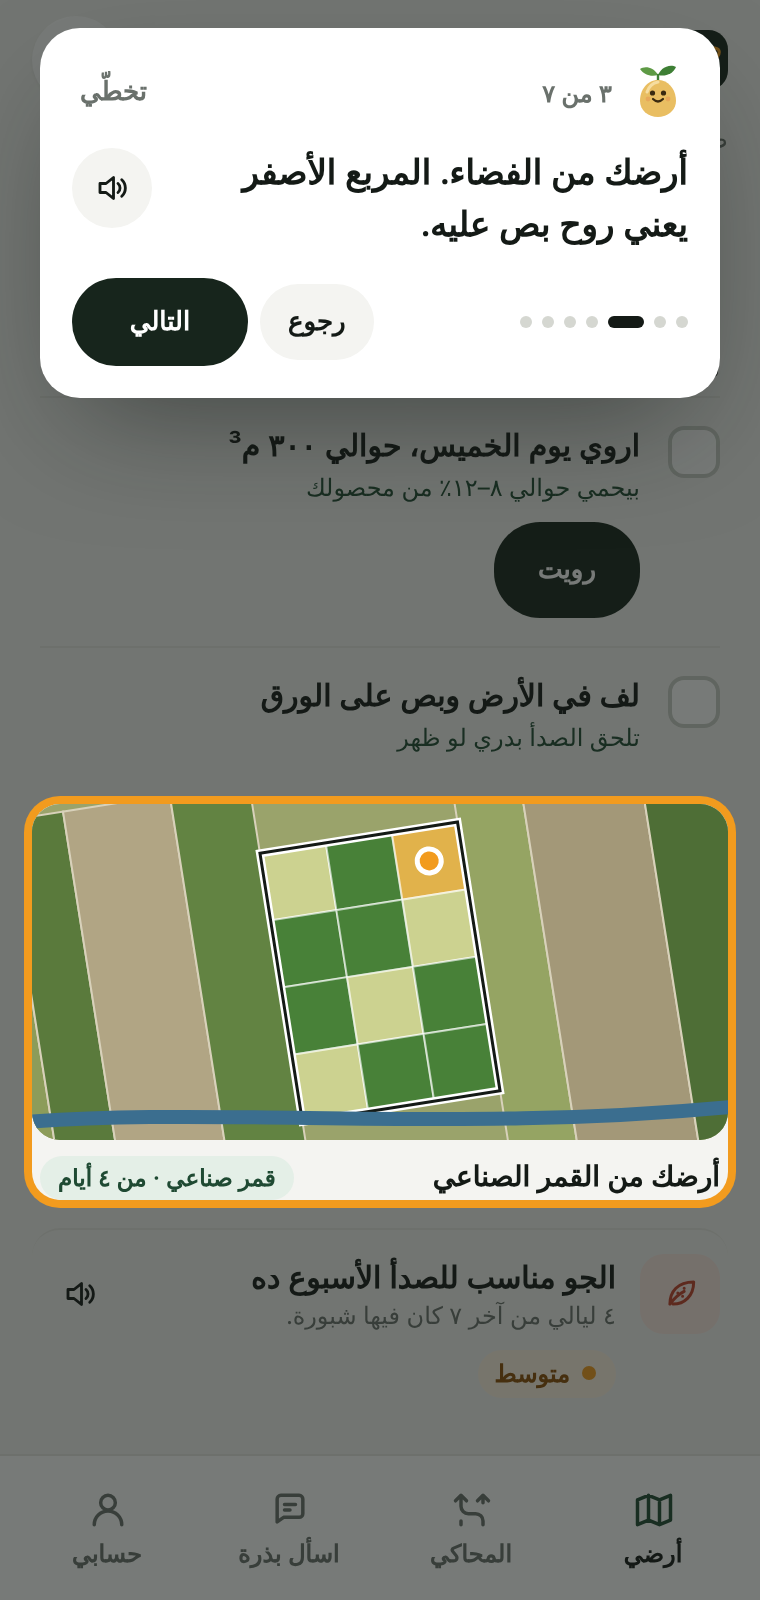 ٣ من ٧
تخطّي
أرضك من الفضاء. المربع الأصفر
يعني روح بص عليه.
رجوع
التالي
اروي يوم الخميس، حوالي ٣٠٠ م³
بيحمي حوالي ٨–١٢٪ من محصولك
رويت
لف في الأرض وبص على الورق
تلحق الصدأ بدري لو ظهر
أرضك من القمر الصناعي
قمر صناعي · من ٤ أيام
الجو مناسب للصدأ الأسبوع ده
٤ ليالي من آخر ٧ كان فيها شبورة.
متوسط
أرضي
المحاكي
اسأل بذرة
حسابي